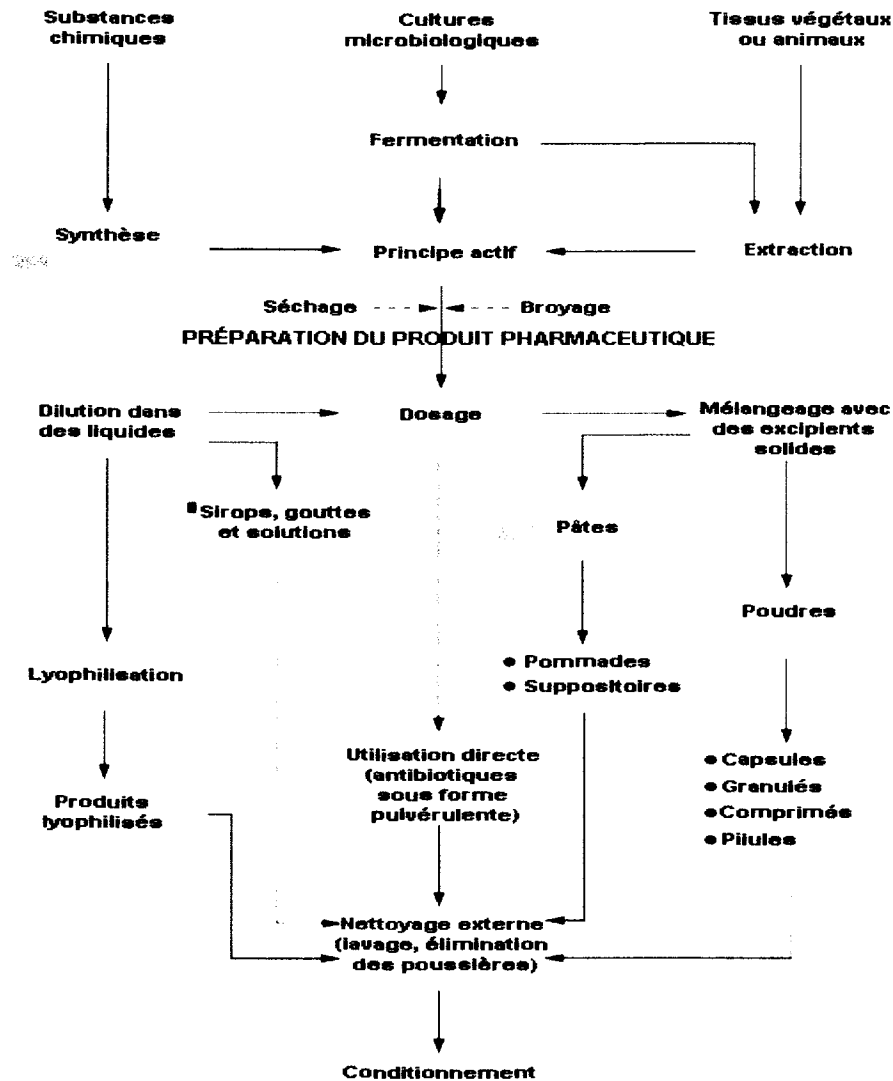 Substances
chimiques
Cultures
microbiologiques
Tissus végétaux
ou animaux
Fermentation
Synthèse
Principe actif
Extraction
Séchage
Broyage
PRÉPARATION DU PRODUIT PHARMACEUTIQUE
Dilution dans
des liquides
Dosage
Mélangeage avec
des excipients
solides
Sirops, gouttes
et solutions
Pâtes
Poudres
Lyophilisation
• Pommades
• Suppositoires
Utilisation directe
(antibiotiques
sous forme
pulvérulente)
• Capsules
• Granulés
• Comprimés
• Pilules
Produits
lyophilisés
Nettoyage externe
(lavage, élimination
des poussières)
Conditionnement